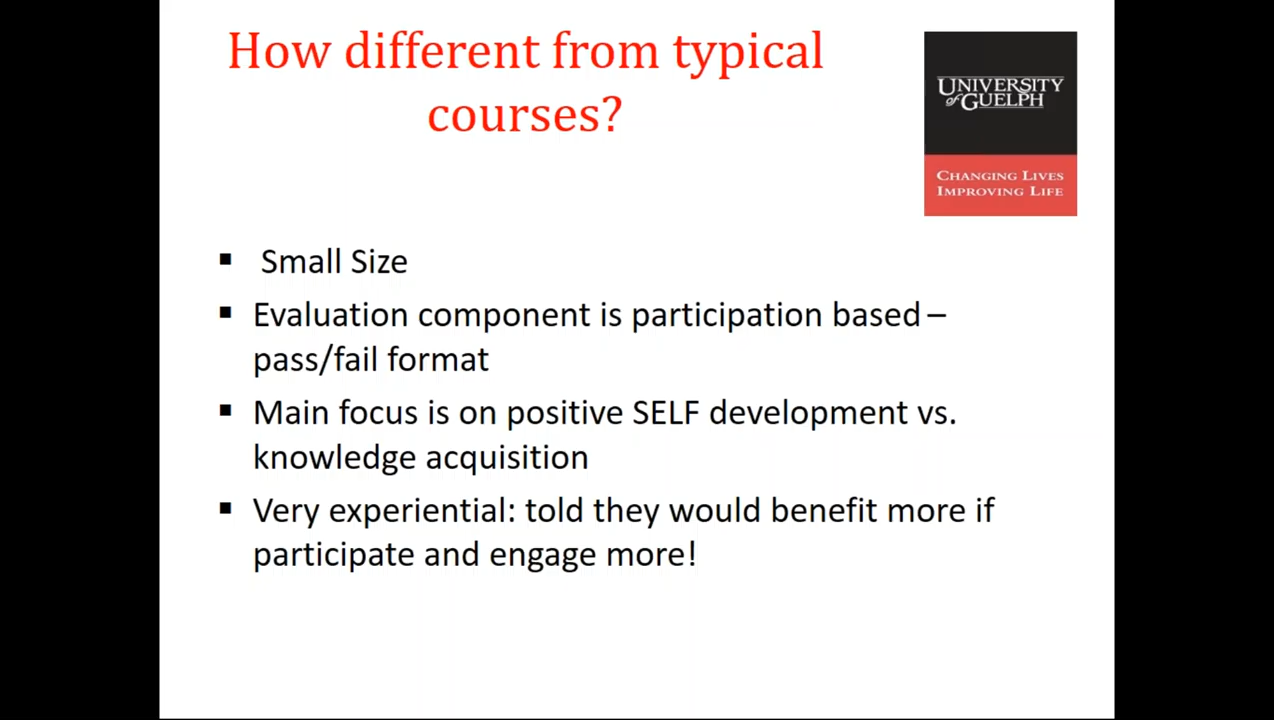 How different from typical
courses?
UNIVERSITY
of GUELPH
CHANGING LIVES
IMPROVING LIFE
▪ Small Size
▪ Evaluation component is participation based –
pass/fail format
▪ Main focus is on positive SELF development vs.
knowledge acquisition
▪ Very experiential: told they would benefit more if
participate and engage more!